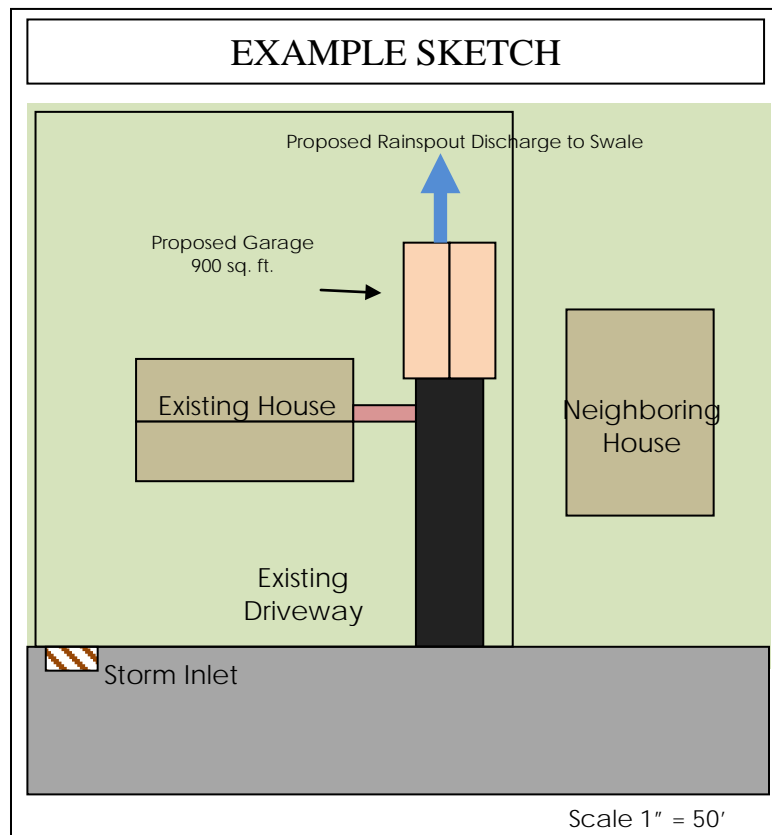 EXAMPLE SKETCH
Proposed Rainspout Discharge to Swale
Proposed Garage
900 sq. ft.
Existing House
Neighboring
House
Existing
Driveway
Storm Inlet
Scale 1” = 50’